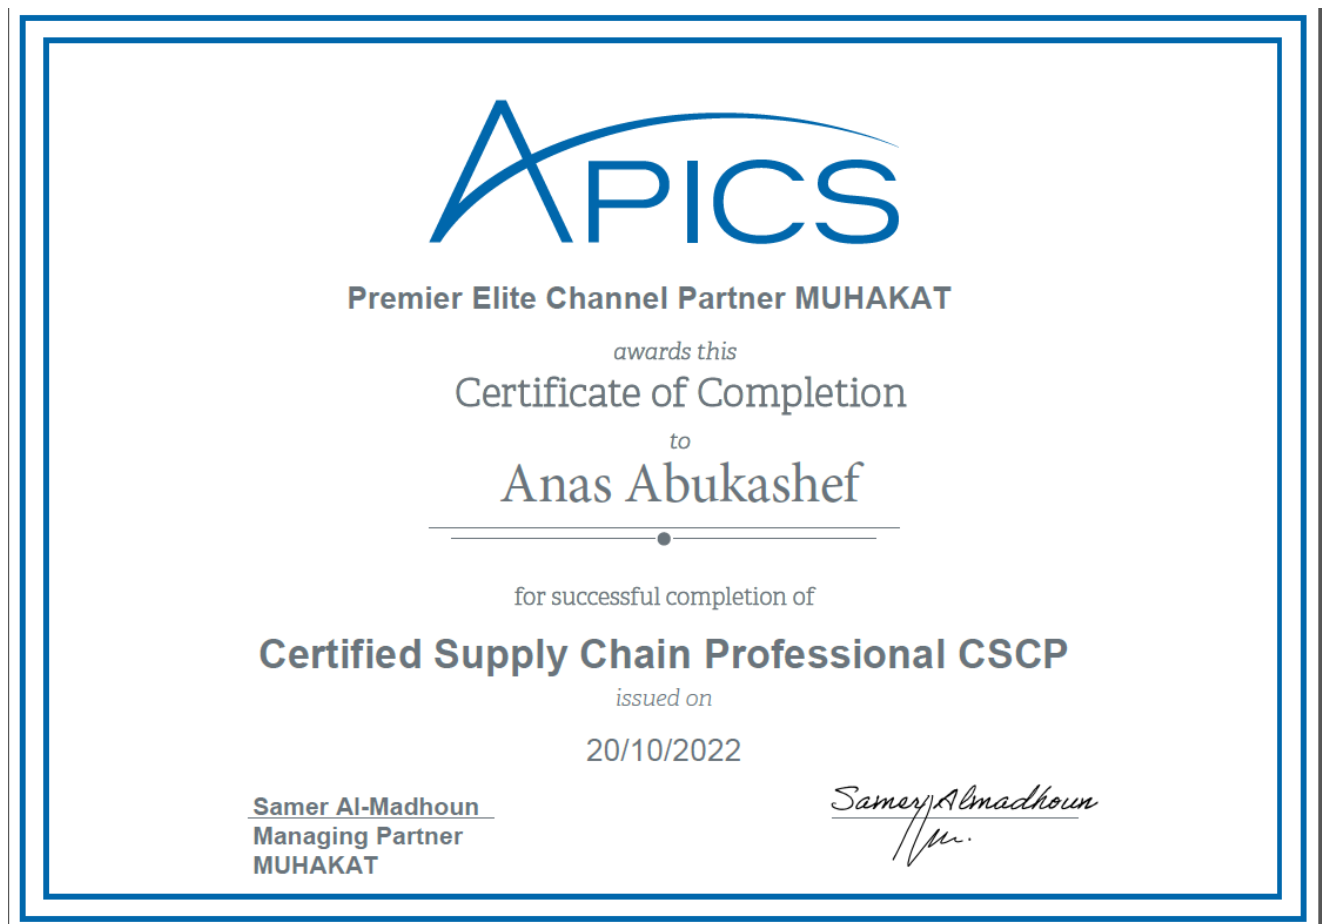 APICS
Premier Elite Channel Partner MUHAKAT
awards this
Certificate of Completion
to
Anas Abukashef
for successful completion of
Certified Supply Chain Professional CSCP
issued on
20/10/2022
Samer Al-Madhoun
Managing Partner
MUHAKAT
Samer Almadhoun